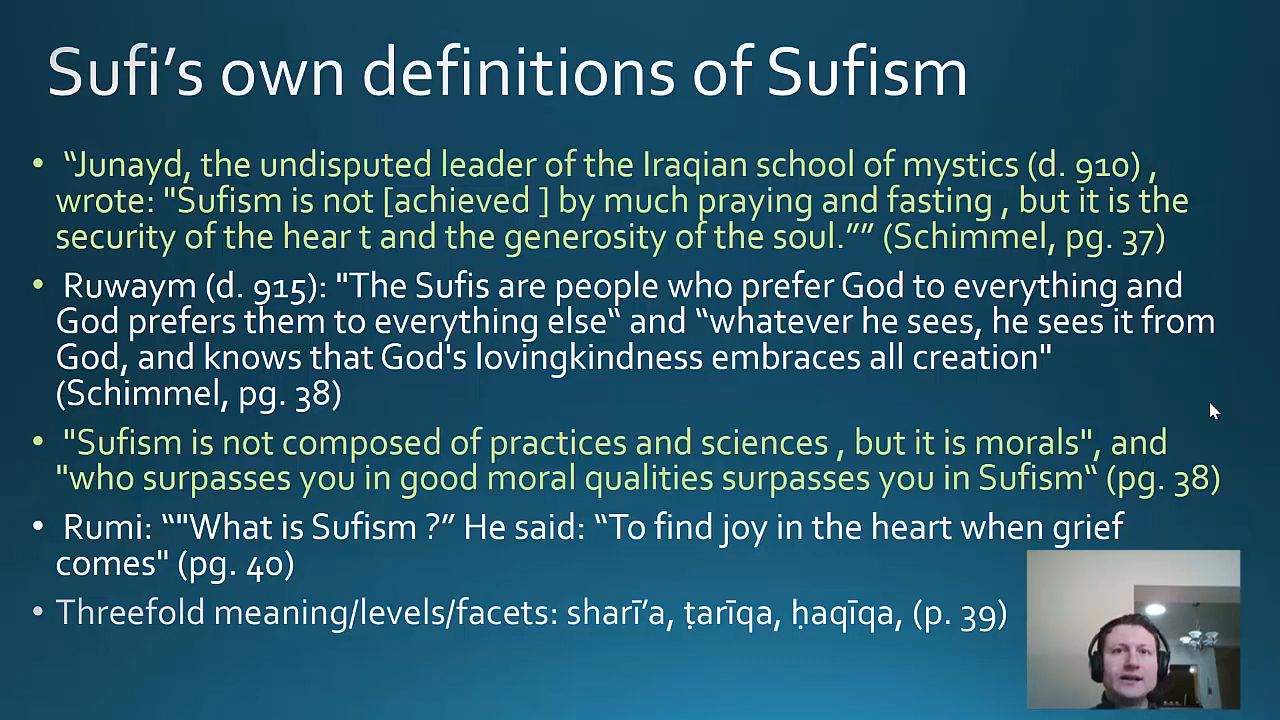 Sufi’s own definitions of Sufism
• “Junayd, the undisputed leader of the Iraqian school of mystics (d. 910) ,
wrote: "Sufism is not [achieved ] by much praying and fasting , but it is the
security of the hear t and the generosity of the soul.”” (Schimmel, pg. 37)
• Ruwaym (d. 915): "The Sufis are people who prefer God to everything and
God prefers them to everything else“ and “whatever he sees, he sees it from
God, and knows that God's lovingkindness embraces all creation"
(Schimmel, pg. 38)
• "Sufism is not composed of practices and sciences , but it is morals", and
"who surpasses you in good moral qualities surpasses you in Sufism“ (pg. 38)
• Rumi: “"What is Sufism ?” He said: “To find joy in the heart when grief
comes" (pg. 40)
• Threefold meaning/levels/facets: sharī’a, ṭarīqa, ḥaqīqa, (p. 39)